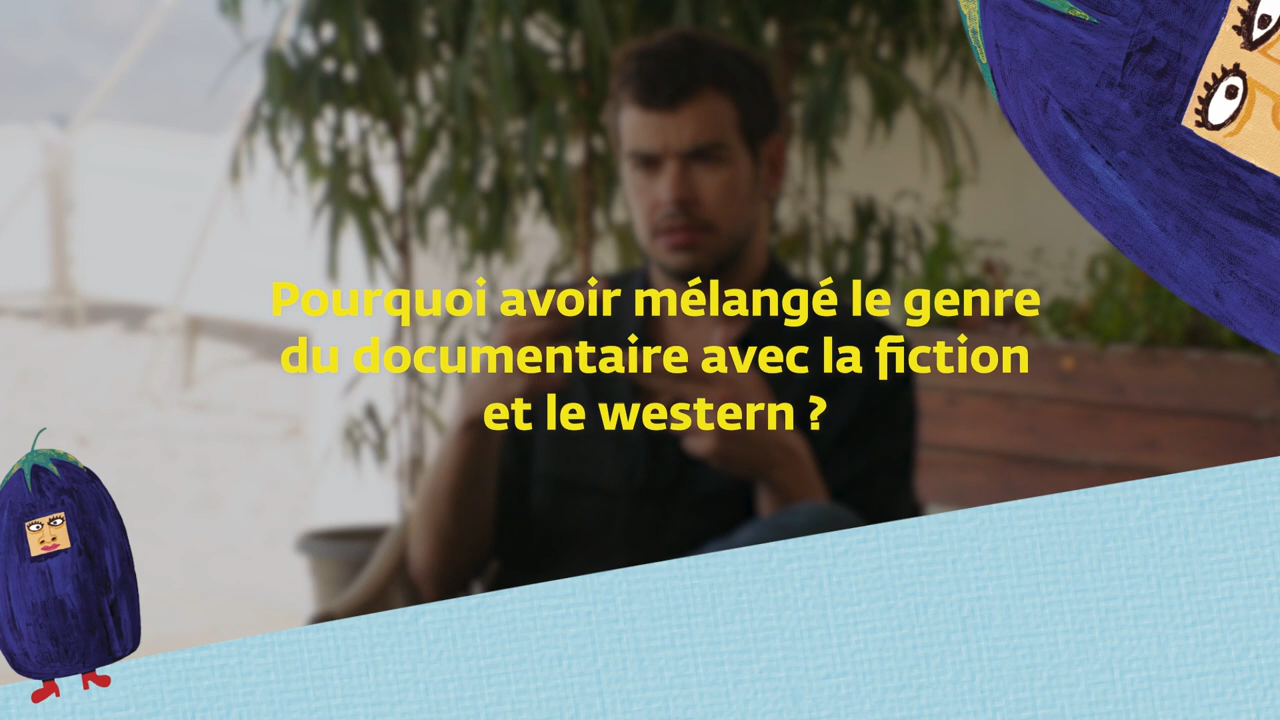 Pourquoi avoir mélangé le genre
du documentaire avec la fiction
et le western ?